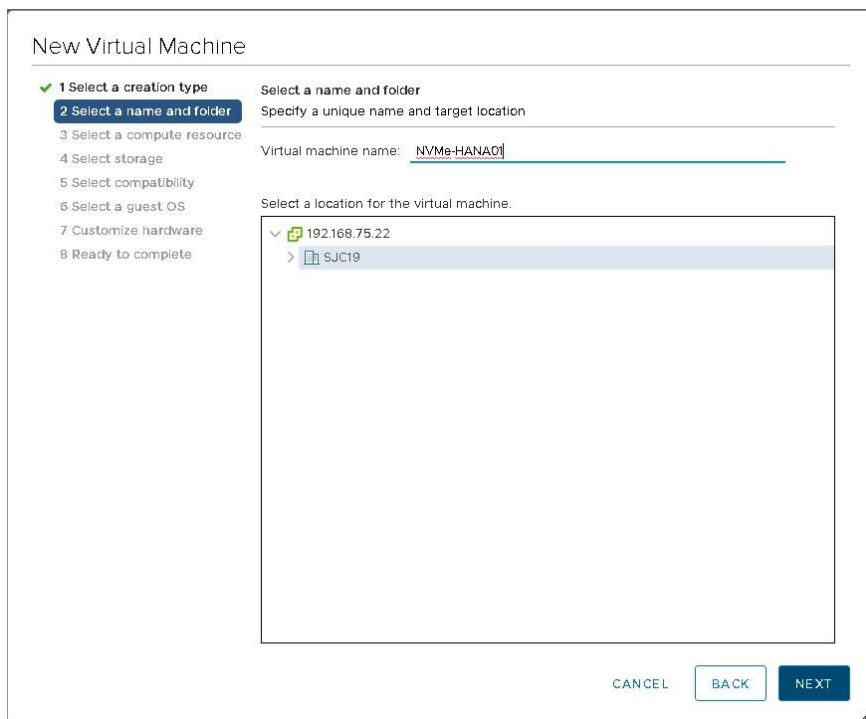 New Virtual Machine
1 Select a creation type
2 Select a name and folder
3 Select a compute resource
4 Select storage
5 Select compatibility
6 Select a guest OS
7 Customize hardware
8 Ready to complete
Select a name and folder
Specify a unique name and target location
Virtual machine name: NVMe-HANA01
Select a location for the virtual machine.
192.168.75.22
SJC19
CANCEL BACK NEXT